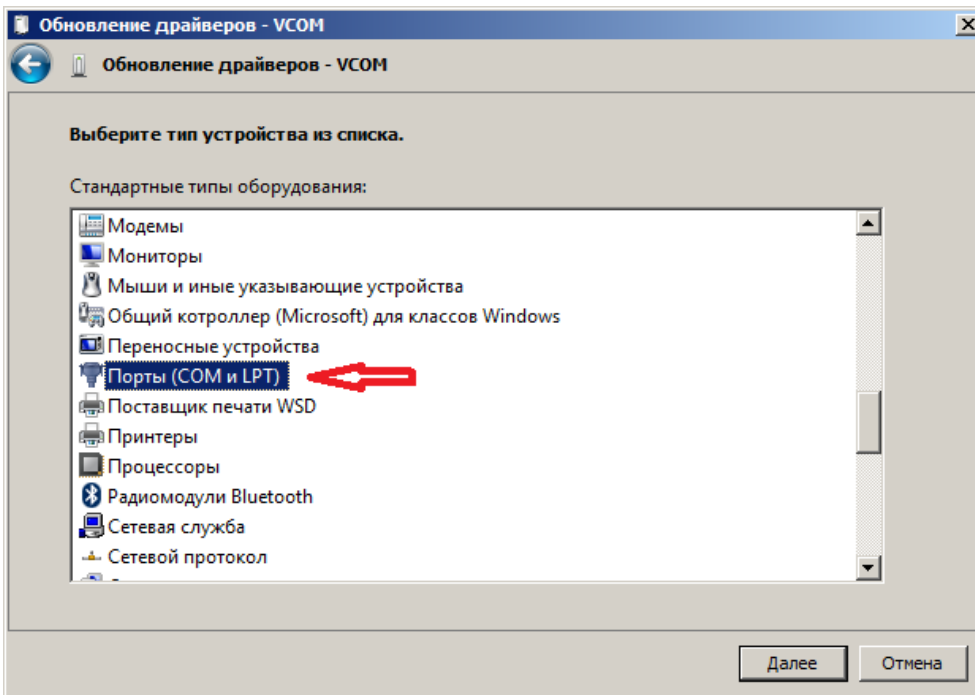 Обновление драйверов - VCOM
Обновление драйверов - VCOM
Выберите тип устройства из списка.
Стандартные типы оборудования:
Модемы
Мониторы
Мыши и иные указывающие устройства
Общий котроллер (Microsoft) для классов Windows
Переносные устройства
Порты (COM и LPT)
Поставщик печати WSD
Принтеры
Процессоры
Радиомодули Bluetooth
Сетевая служба
Сетевой протокол
Далее
Отмена